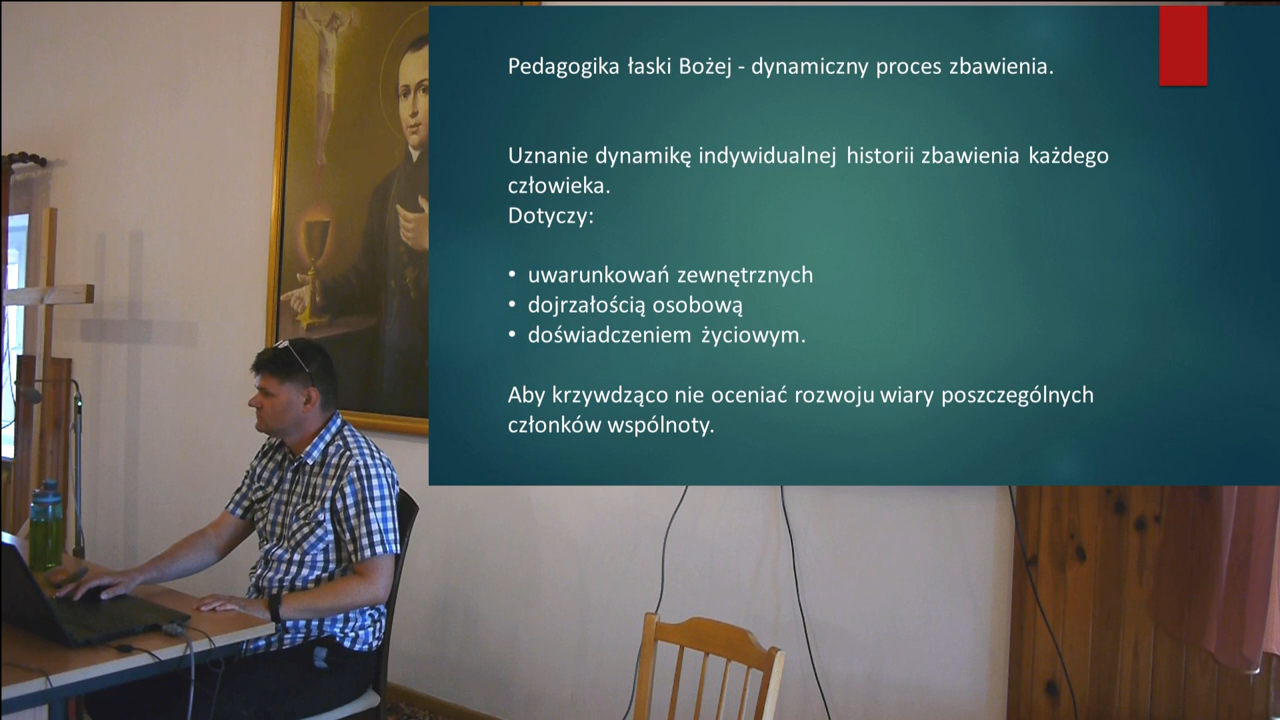 Pedagogika łaski Bożej - dynamiczny proces zbawienia.
Uznanie dynamikę indywidualnej historii zbawienia każdego
człowieka.
Dotyczy:
• uwarunkowań zewnętrznych
• dojrzałością osobową
• doświadczeniem życiowym.
Aby krzywdząco nie oceniać rozwoju wiary poszczególnych
członków wspólnoty.